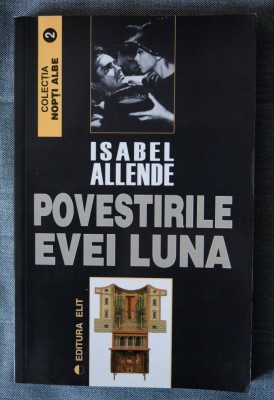 COLECȚIA
NOPȚI ALBE
2
ISABEL
ALLENDE
POVESTIRILE
EVEI LUNA
EDITURA ELIT